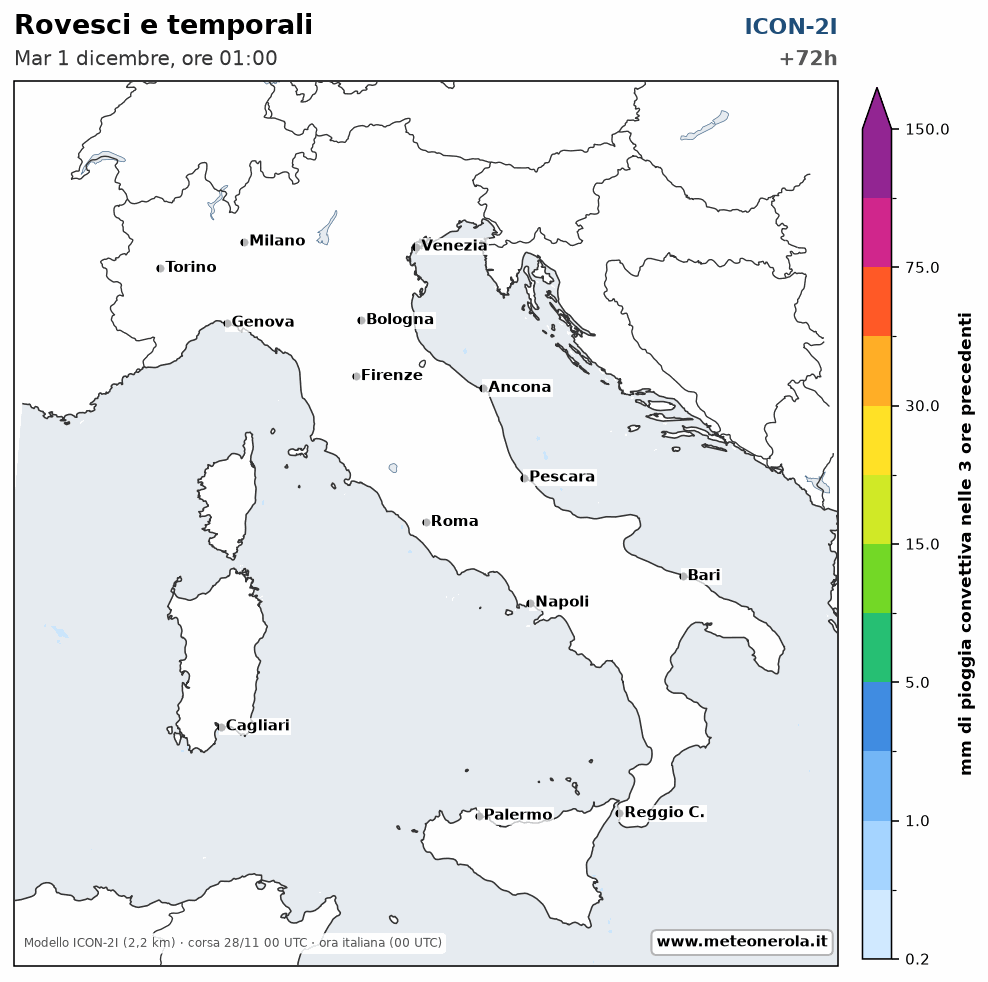 Rovesci e temporali
ICON-2I
Mar 1 dicembre, ore 01:00
+72h
150.0
Milano
Venezia
Torino
75.0
Genova
Bologna
Firenze
Ancona
30.0
Pescara
Roma
15.0
Bari
Napoli
5.0
Cagliari
Palermo
Reggio C.
1.0
mm di pioggia convettiva nelle 3 ore precedenti
Modello ICON-2I (2,2 km) · corsa 28/11 00 UTC · ora italiana (00 UTC)
www.meteonerola.it
0.2